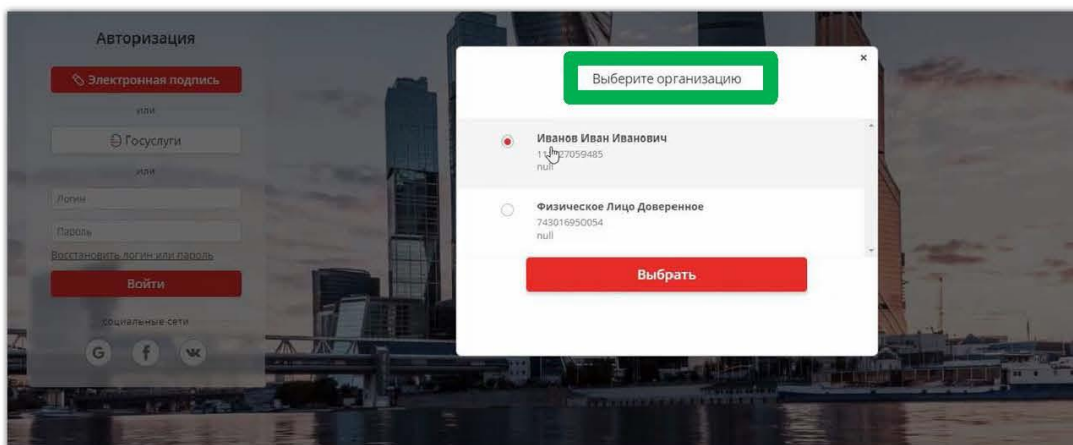 Авторизация
Электронная подпись
или
Госуслуги
или
Логин
Пароль
Восстановить логин или пароль
Войти
социальные сети
G f
Выберите организацию
×
Иванов Иван Иванович
27059485
null
Физическое Лицо Доверенное
743016950054
null
Выбрать